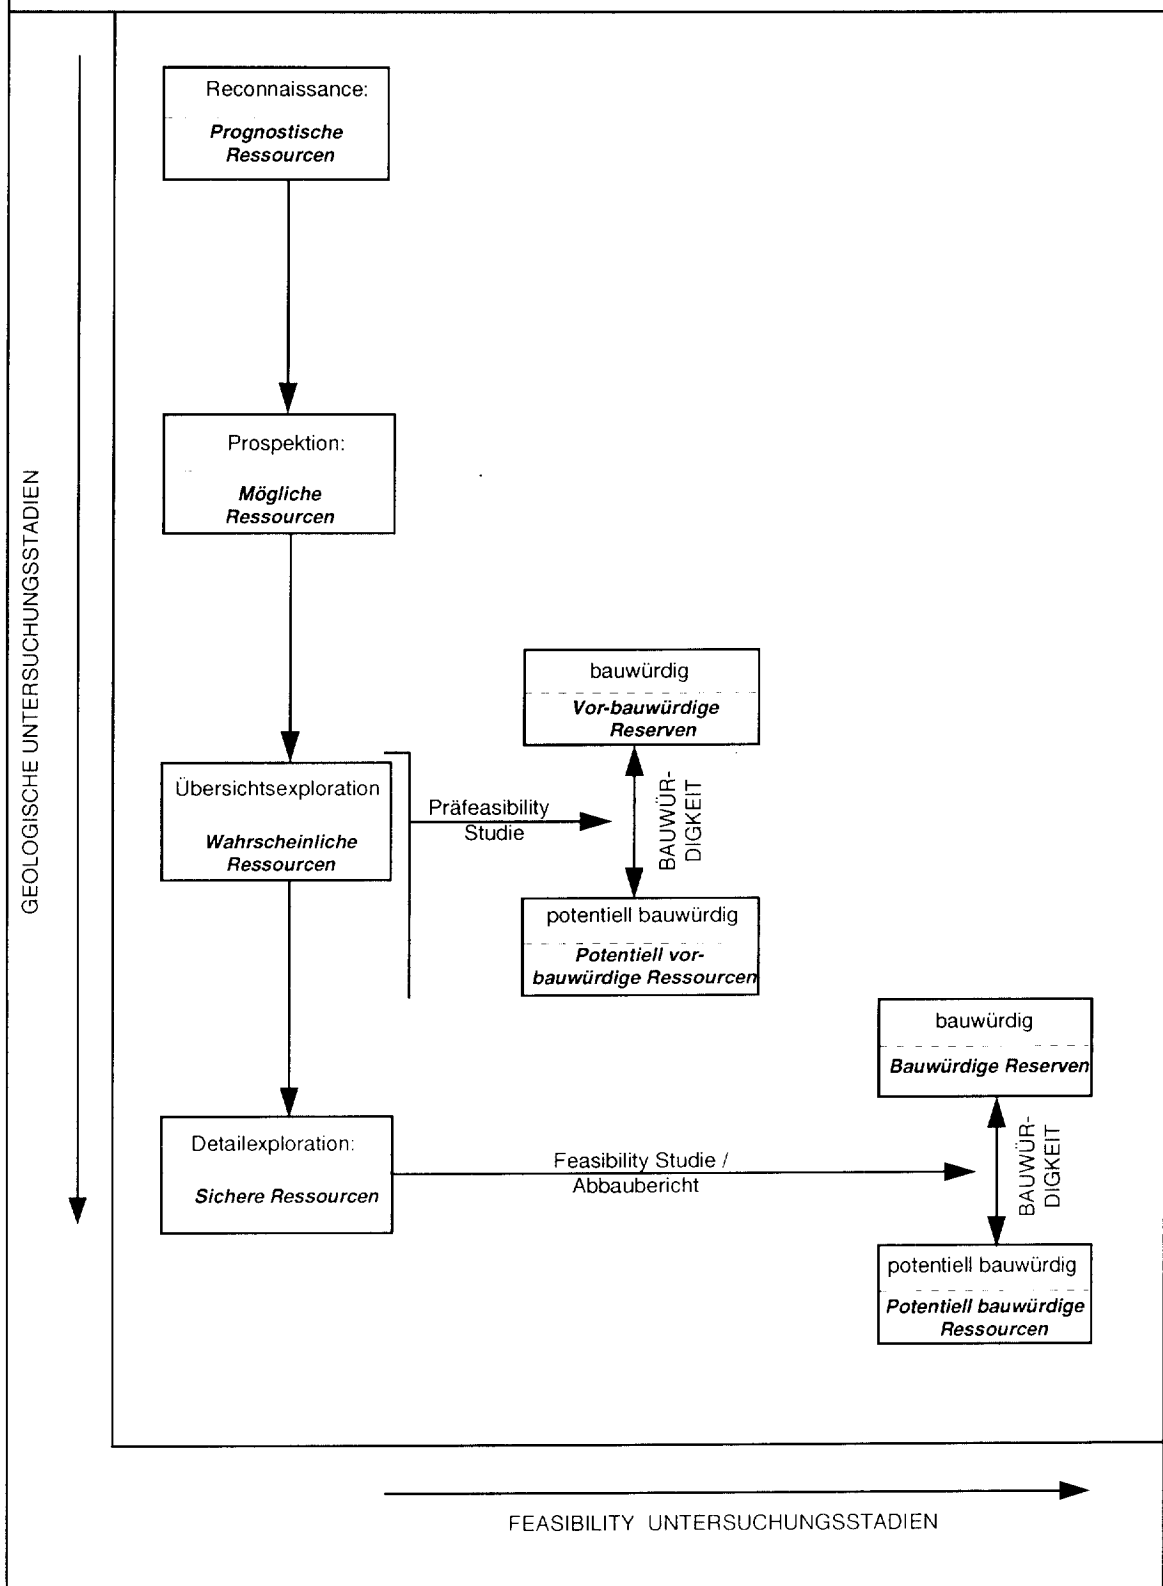 Reconnaissance:
Prognostische
Ressourcen
Prospektion:
Mögliche
Ressourcen
GEOLOGISCHE UNTERSUCHUNGSSTADIEN
bauwürdig
Vor-bauwürdige
Reserven
Übersichtsexploration
Wahrscheinliche
Ressourcen
Präfeasibility
Studie
BAUWÜR-
DIGKEIT
potentiell bauwürdig
Potentiell vor-
bauwürdige Ressourcen
bauwürdig
Bauwürdige Reserven
Detailexploration:
Sichere Ressourcen
Feasibility Studie /
Abbaubericht
BAUWÜR-
DIGKEIT
potentiell bauwürdig
Potentiell bauwürdige
Ressourcen
FEASIBILITY UNTERSUCHUNGSSTADIEN